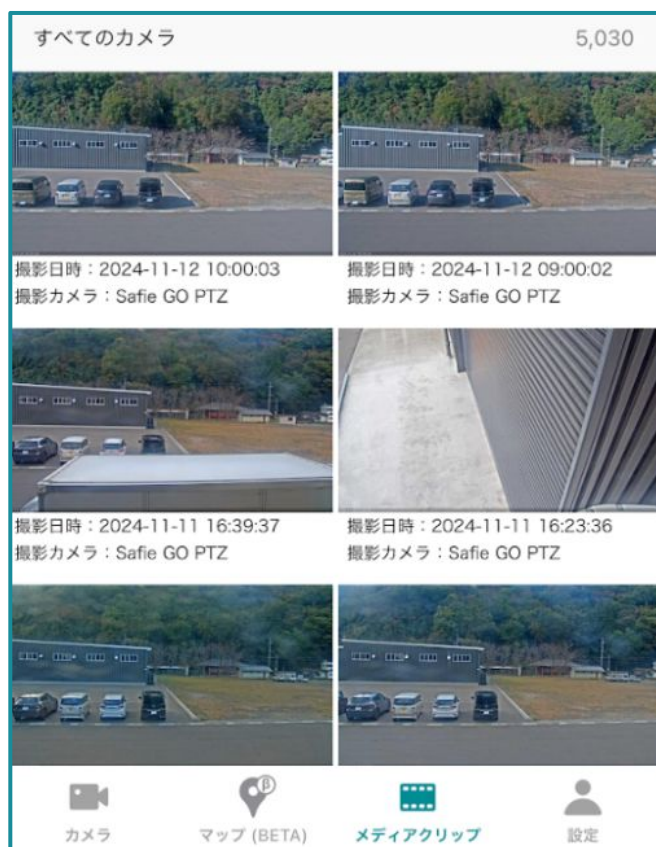 すべてのカメラ 5,030
撮影日時：2024-11-12 10:00:03
撮影カメラ：Safie GO PTZ
撮影日時：2024-11-12 09:00:02
撮影カメラ：Safie GO PTZ
撮影日時：2024-11-11 16:39:37
撮影カメラ：Safie GO PTZ
撮影日時：2024-11-11 16:23:36
撮影カメラ：Safie GO PTZ
β
カメラ マップ (BETA) メディアクリップ 設定